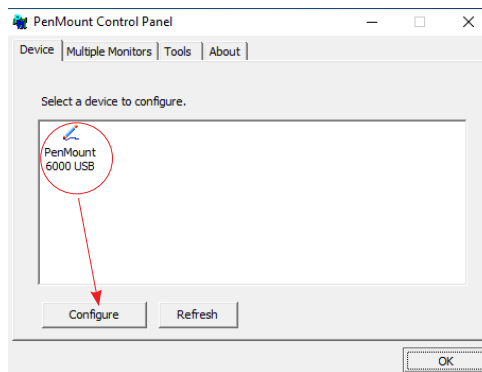 PenMount Control Panel
Device Multiple Monitors Tools About
Select a device to configure.
PenMount
6000 USB
Configure Refresh
OK